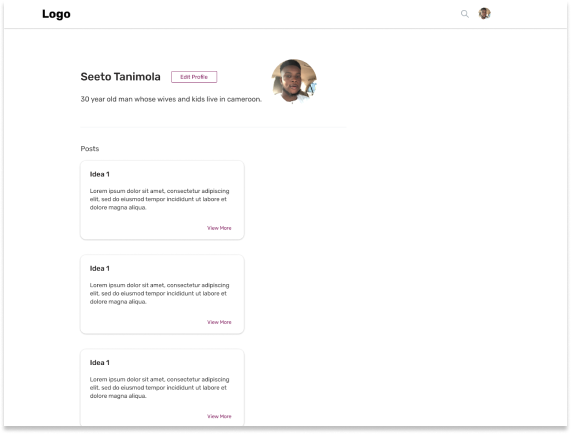 Logo
Seeto Tanimola
Edit Profile
30 year old man whose wives and kids live in cameroon.
Posts
Idea 1
Lorem ipsum dolor sit amet, consectetur adipiscing
elit, sed do eiusmod tempor incididunt ut labore et
dolore magna aliqua.
View More
Idea 1
Lorem ipsum dolor sit amet, consectetur adipiscing
elit, sed do eiusmod tempor incididunt ut labore et
dolore magna aliqua.
View More
Idea 1
Lorem ipsum dolor sit amet, consectetur adipiscing
elit, sed do eiusmod tempor incididunt ut labore et
dolore magna aliqua.
View More